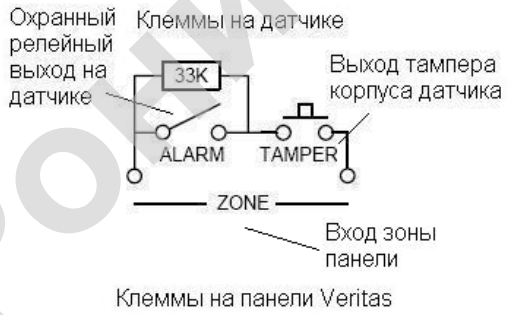 Охранный
релейный
выход на
датчике
Клеммы на датчике
33K
Выход тампера
корпуса датчика
ALARM
TAMPER
ZONE
Вход зоны
панели
Клеммы на панели Veritas